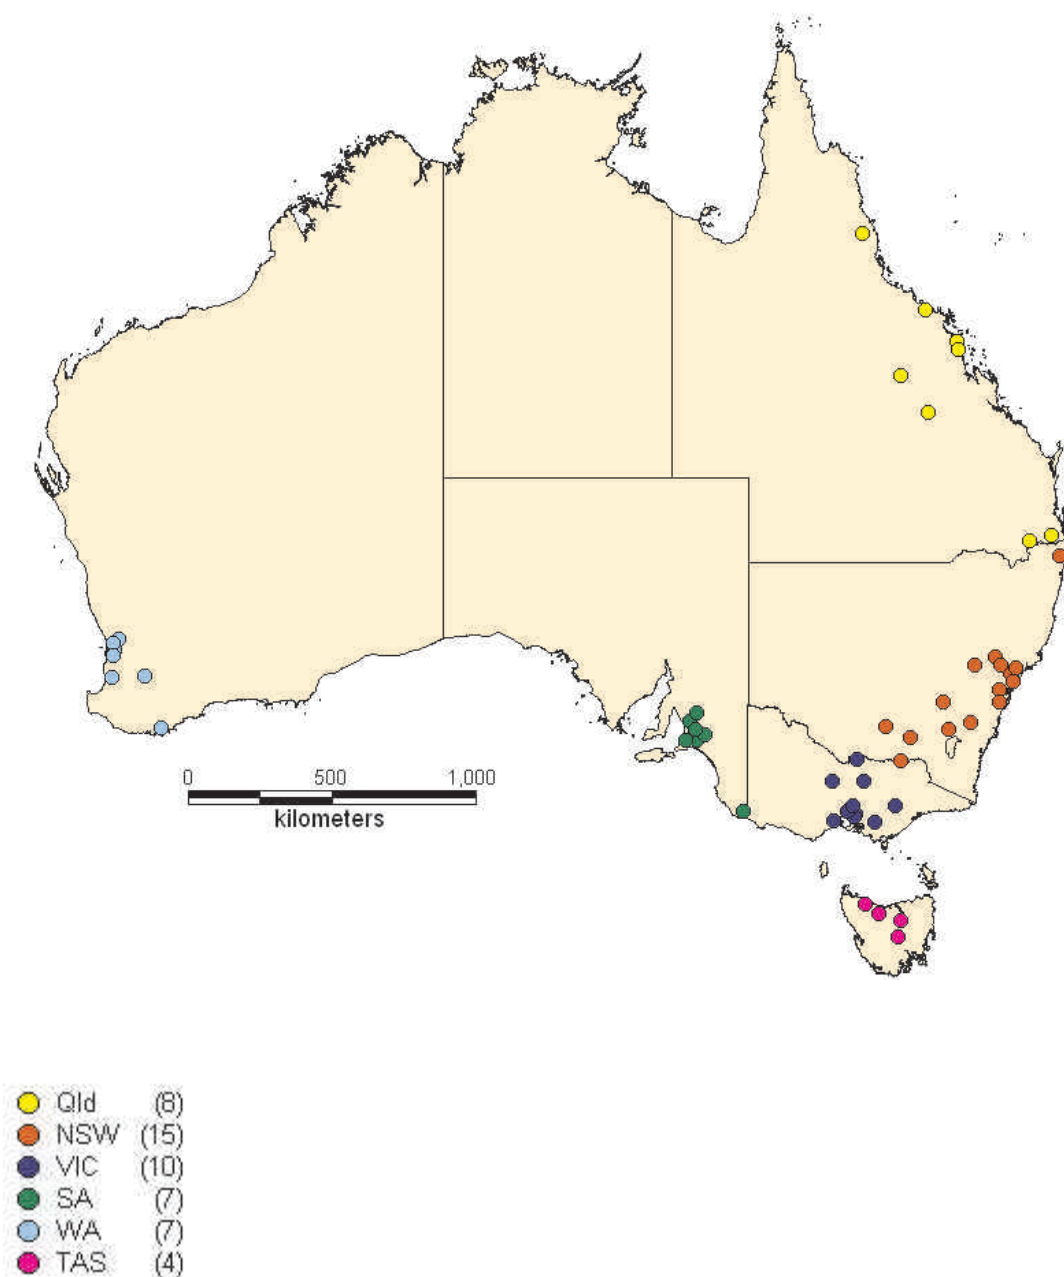 0 500 1,000
kilometers
Qld (8)
NSW (15)
VIC (10)
SA (7)
WA (7)
TAS (4)